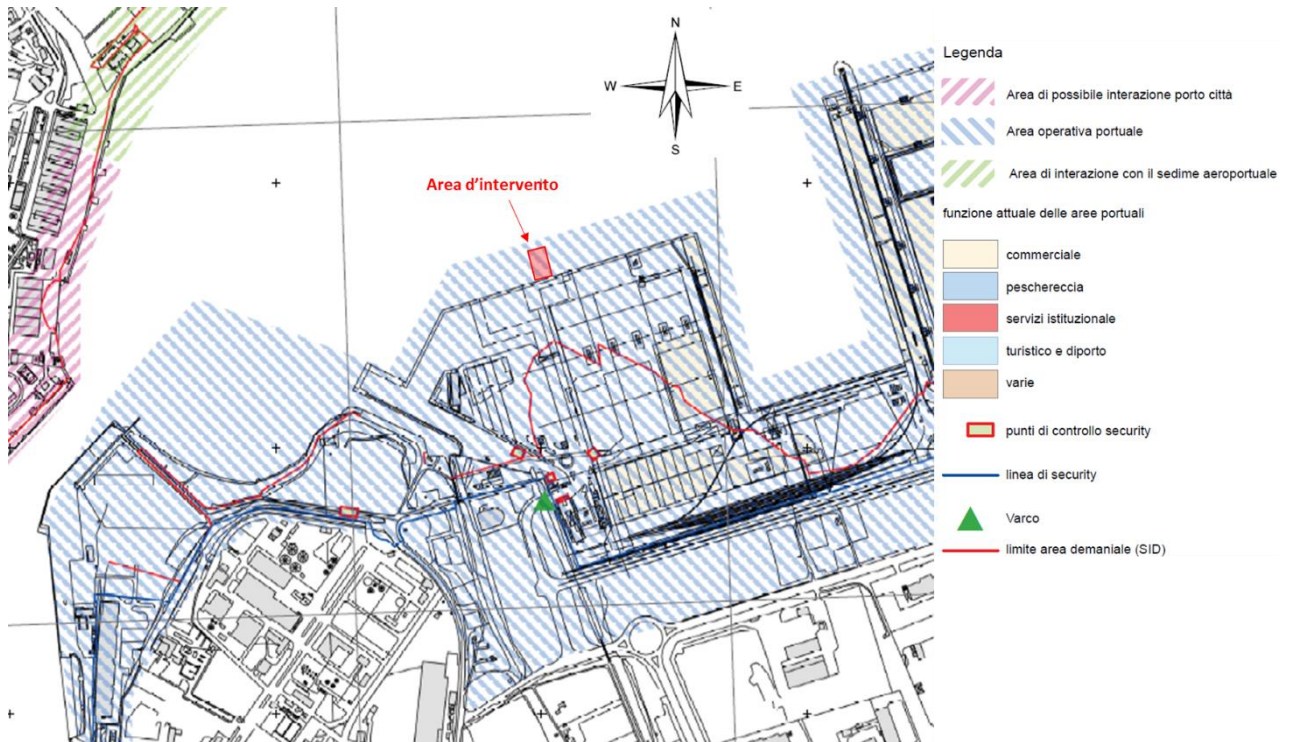 N
W
E
S
Area d'intervento
Legenda
Area di possibile interazione porto città
Area operativa portuale
Area di interazione con il sedime aeroportuale
funzione attuale delle aree portuali
commerciale
peschereccia
servizi istituzionale
turistico e diporto
varie
punti di controllo security
linea di security
Varco
limite area demaniale (SID)